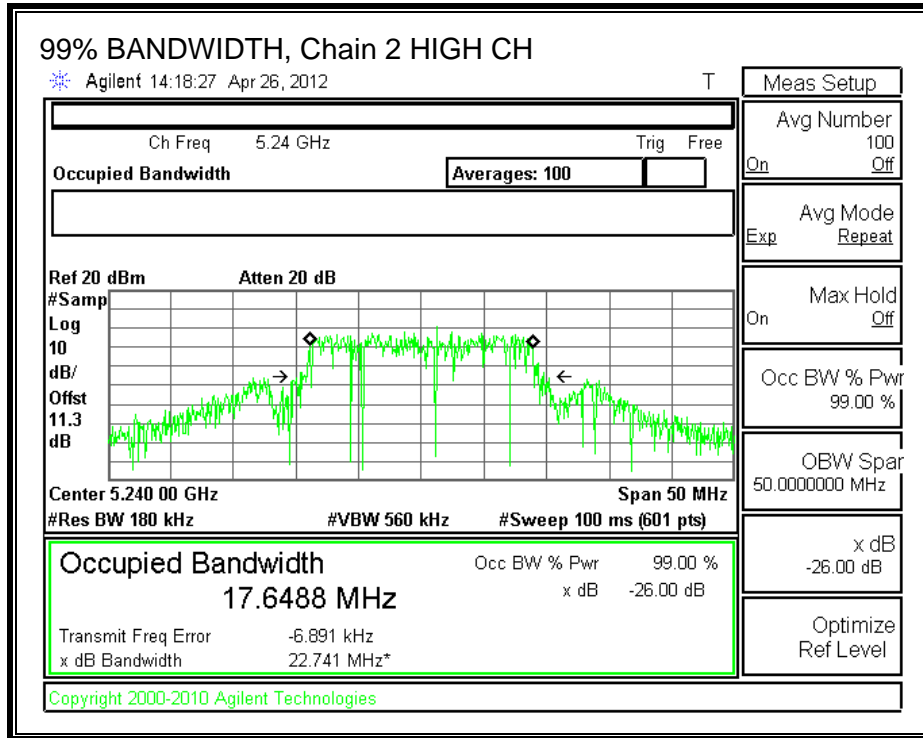 99% BANDWIDTH, Chain 2 HIGH CH
Agilent 14:18:27 Apr 26, 2012 T
Ch Freq 5.24 GHz Trig Free
Occupied Bandwidth Averages: 100
Ref 20 dBm Atten 20 dB
#Samp
Log
10
dB/
Offst
11.3
dB
Center 5.240 00 GHz Span 50 MHz
#Res BW 180 kHz #VBW 560 kHz #Sweep 100 ms (601 pts)
Occupied Bandwidth Occ BW % Pwr 99.00 %
17.6488 MHz x dB -26.00 dB
Transmit Freq Error -6.891 kHz
x dB Bandwidth 22.741 MHz*
Copyright 2000-2010 Agilent Technologies
Meas Setup
Avg Number
100
On Off
Avg Mode
Exp Repeat
Max Hold
On Off
Occ BW % Pwr
99.00 %
OBW Span
50.0000000 MHz
x dB
-26.00 dB
Optimize
Ref Level